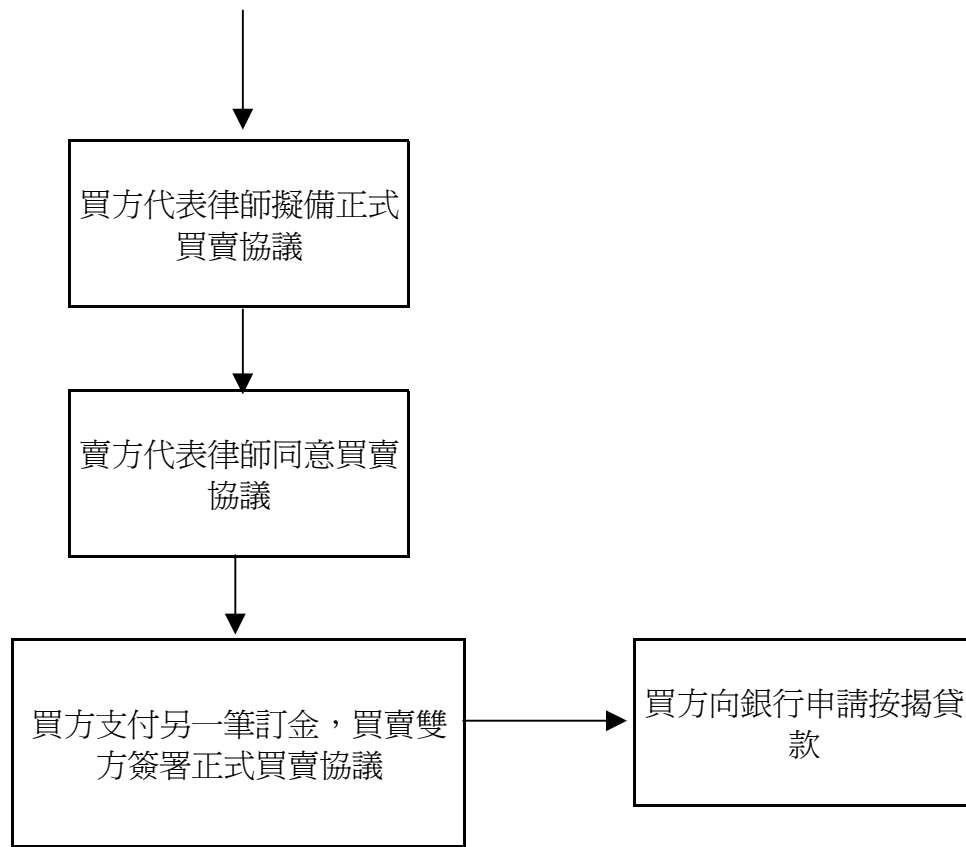 買方代表律師擬備正式
買賣協議
賣方代表律師同意買賣
協議
買方支付另一筆訂金，買賣雙
方簽署正式買賣協議
買方向銀行申請按揭貸
款